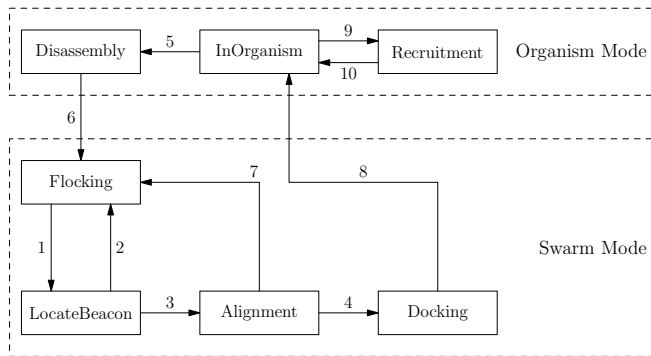 9
5
Disassembly
InOrganism
Recruitment
Organism Mode
10
6
7
8
Flocking
1
2
Swarm Mode
3
4
LocateBeacon
Alignment
Docking